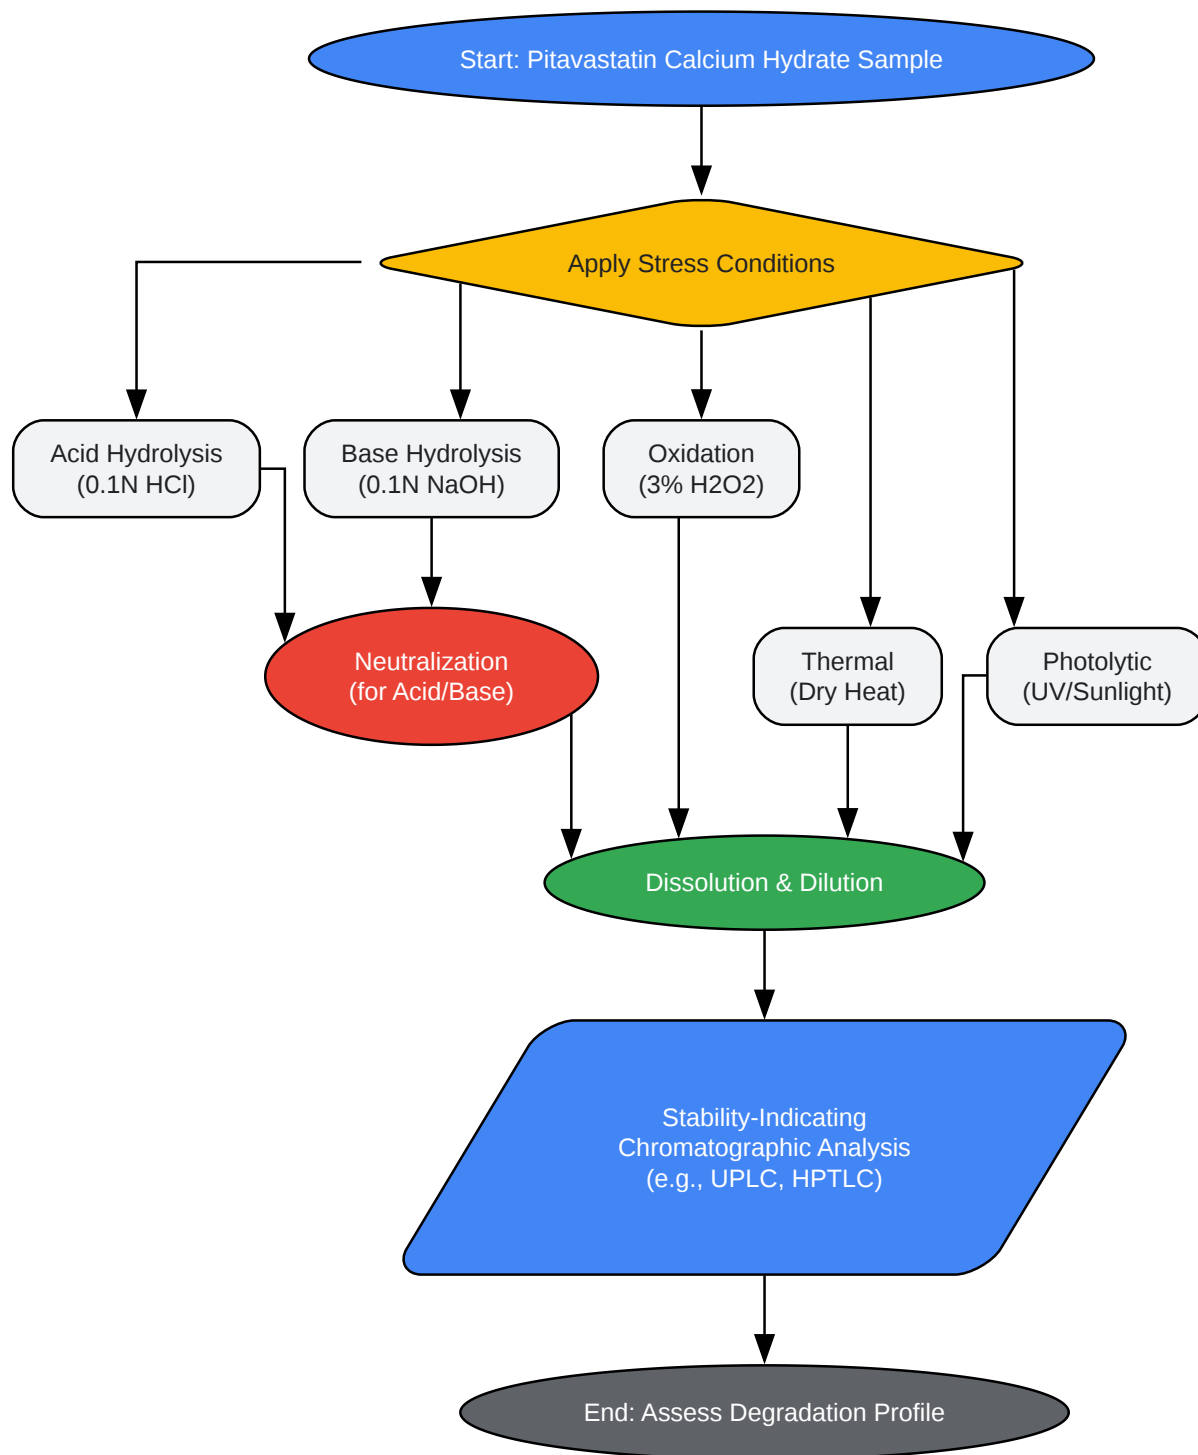 Start: Pitavastatin Calcium Hydrate Sample
Apply Stress Conditions
Acid Hydrolysis
(0.1N HCl)
Base Hydrolysis
(0.1N NaOH)
Oxidation
(3% H2O2)
Neutralization
(for Acid/Base)
Thermal
(Dry Heat)
Photolytic
(UV/Sunlight)
Dissolution & Dilution
Stability-Indicating
Chromatographic Analysis
(e.g., UPLC, HPTLC)
End: Assess Degradation Profile